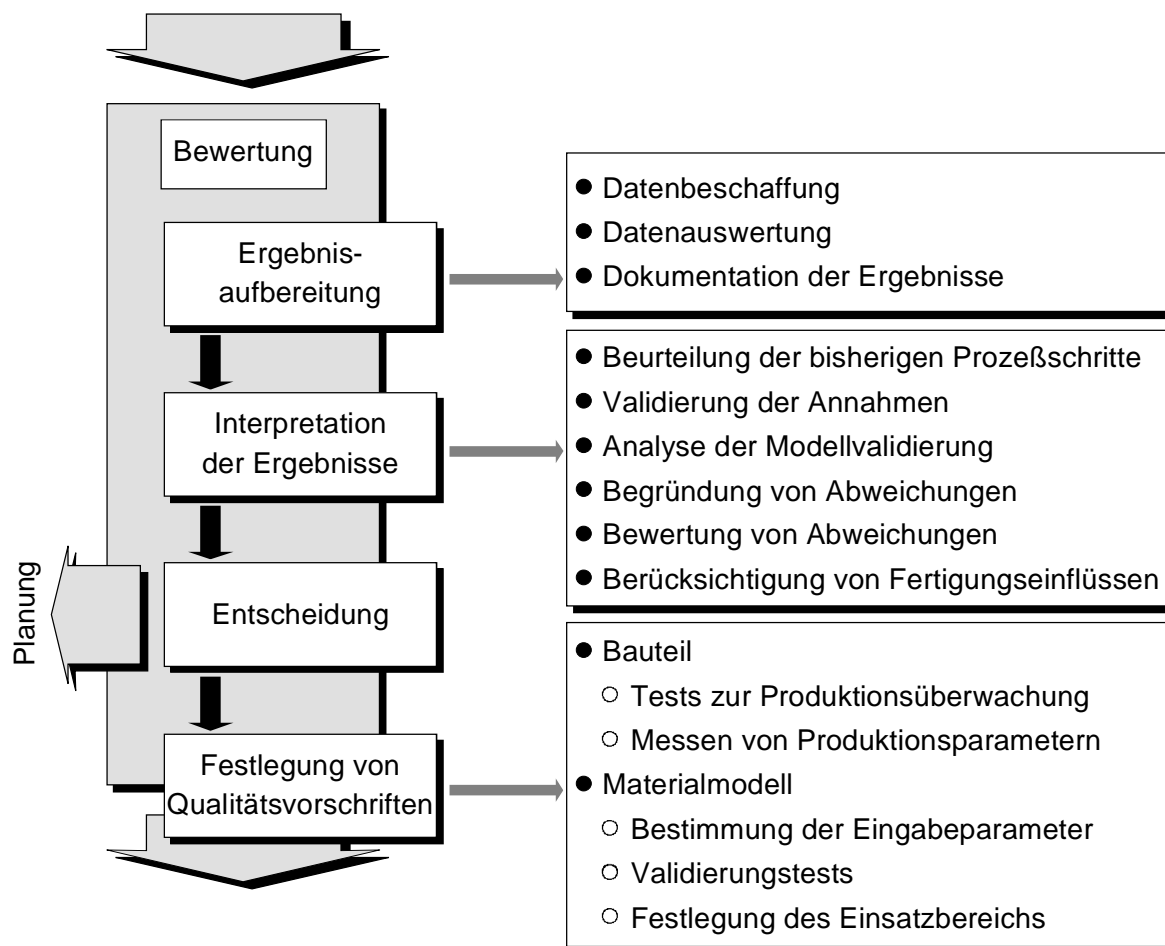 Bewertung
Ergebnis-
aufbereitung
● Datenbeschaffung
● Datenauswertung
● Dokumentation der Ergebnisse
Interpretation
der Ergebnisse
● Beurteilung der bisherigen Prozeßschritte
● Validierung der Annahmen
● Analyse der Modellvalidierung
● Begründung von Abweichungen
● Bewertung von Abweichungen
● Berücksichtigung von Fertigungseinflüssen
Planung
Entscheidung
Festlegung von
Qualitätsvorschriften
● Bauteil
○ Tests zur Produktionsüberwachung
○ Messen von Produktionsparametern
● Materialmodell
○ Bestimmung der Eingabeparameter
○ Validierungstests
○ Festlegung des Einsatzbereichs